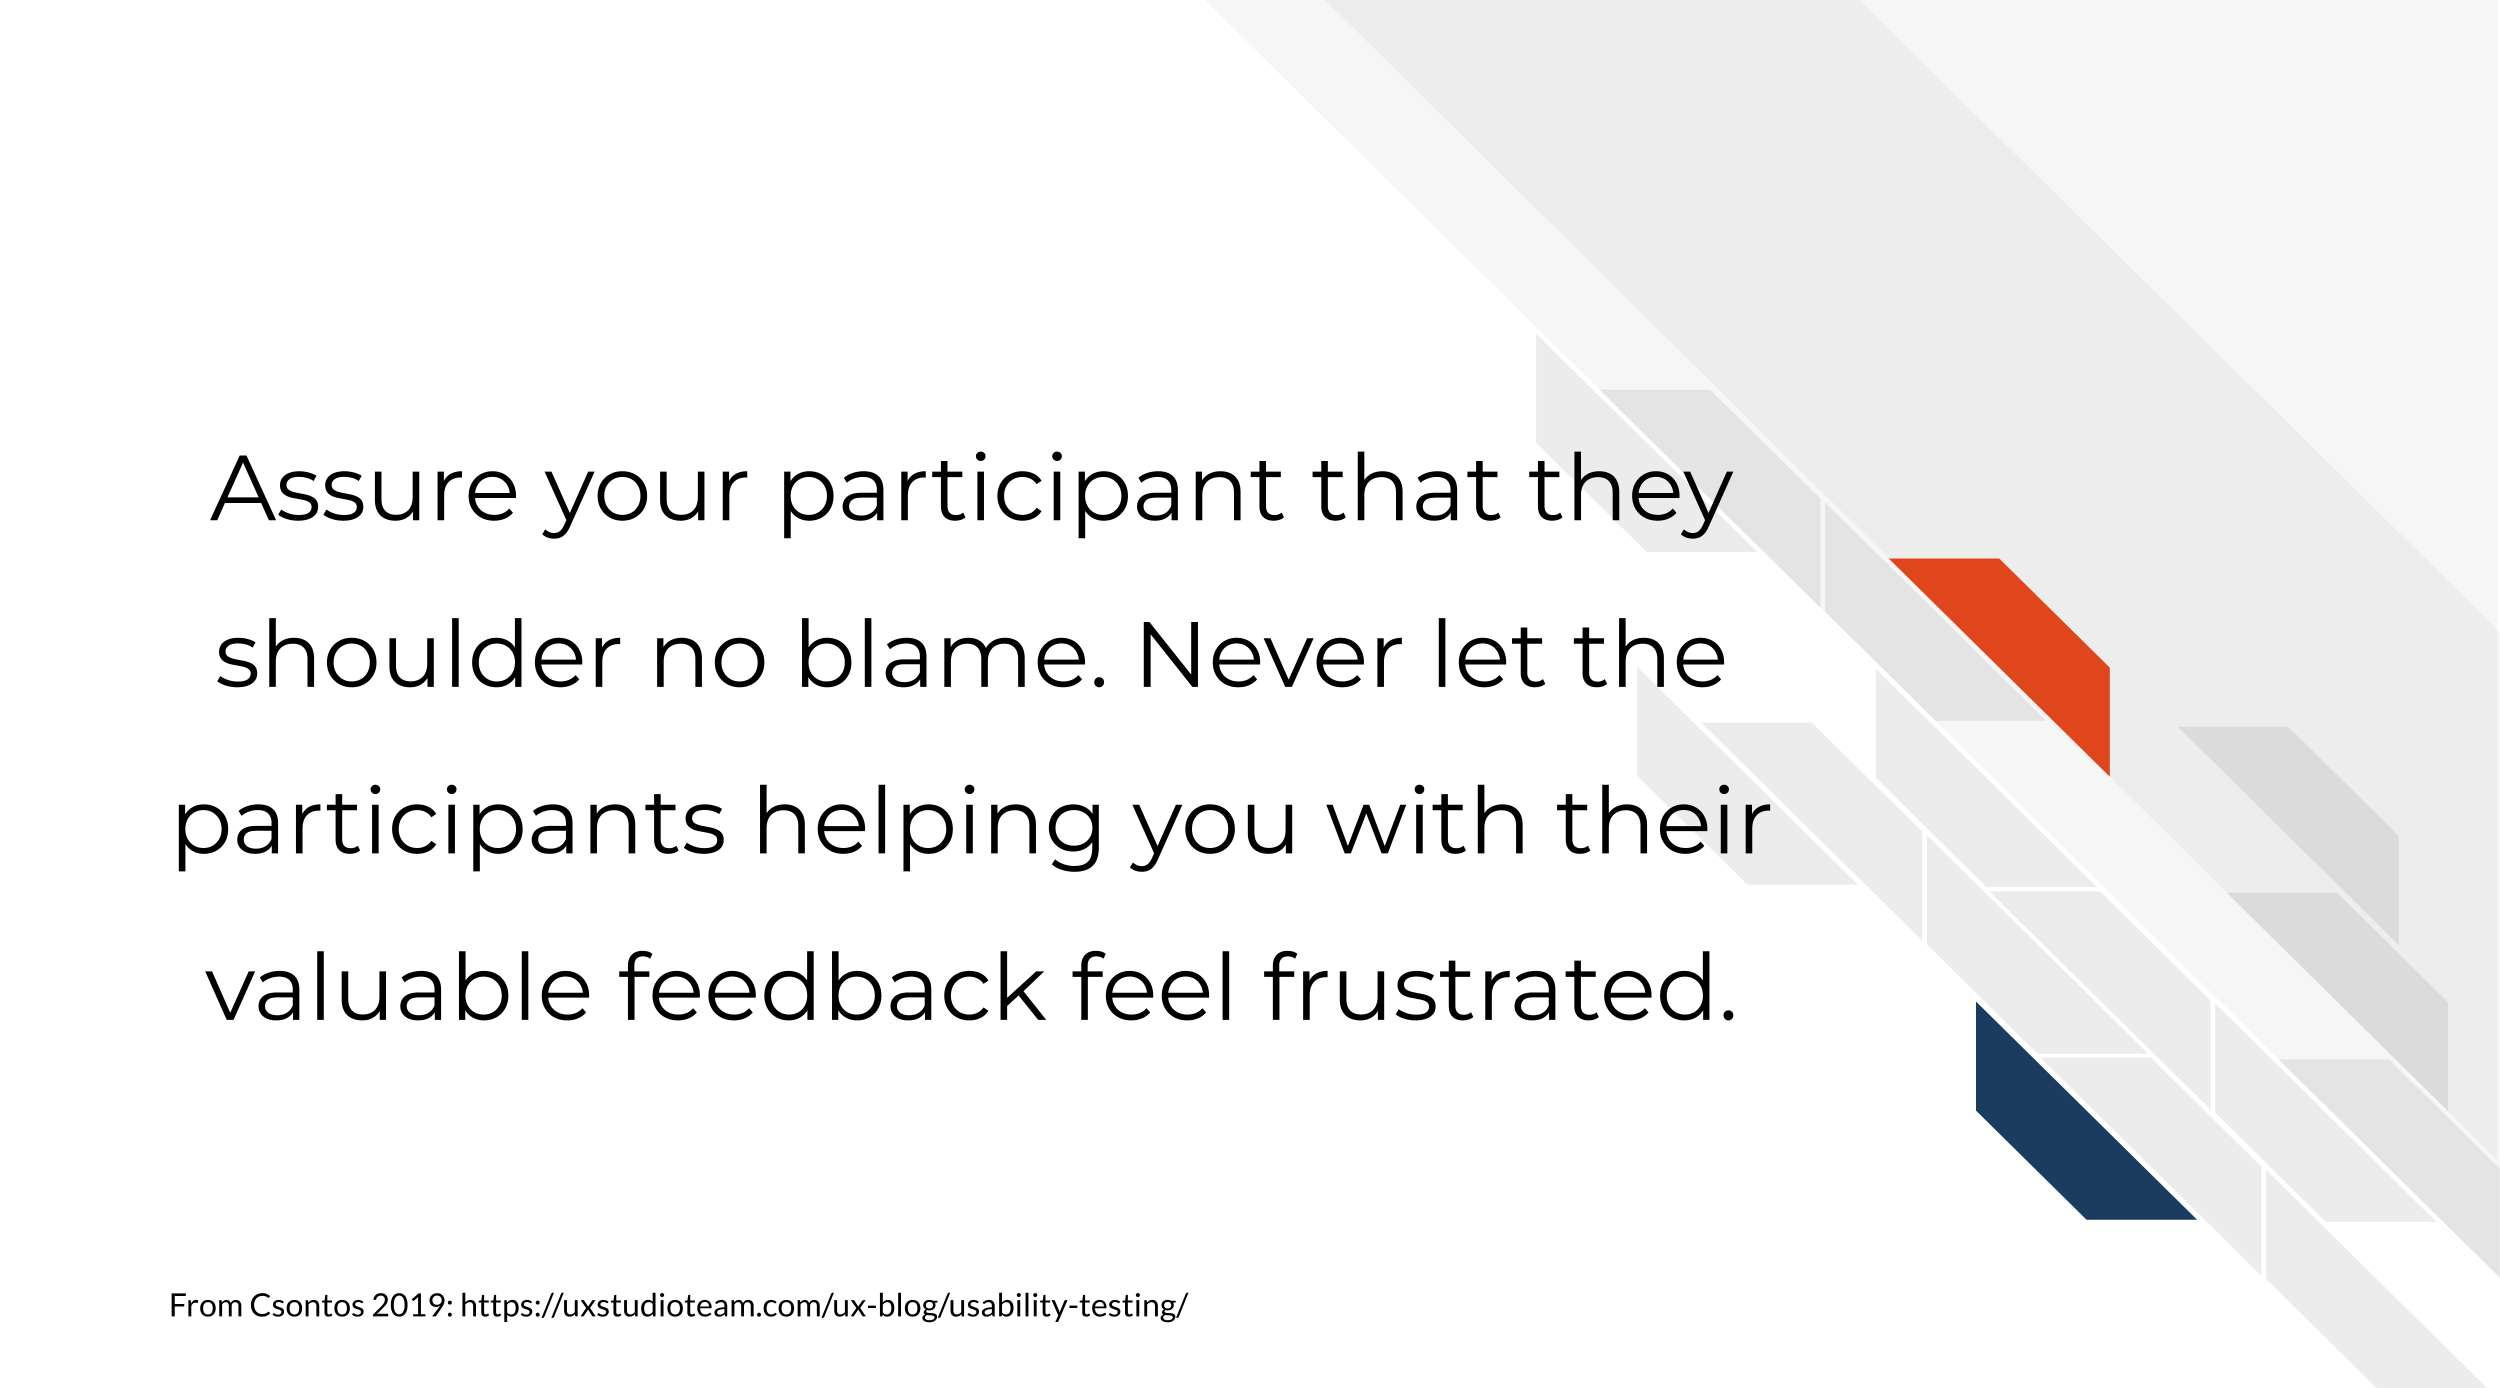 Assure your participant that they
shoulder no blame. Never let the
participants helping you with their
valuable feedback feel frustrated.
From Csontos 2019: https://uxstudioteam.com/ux-blog/usability-testing/